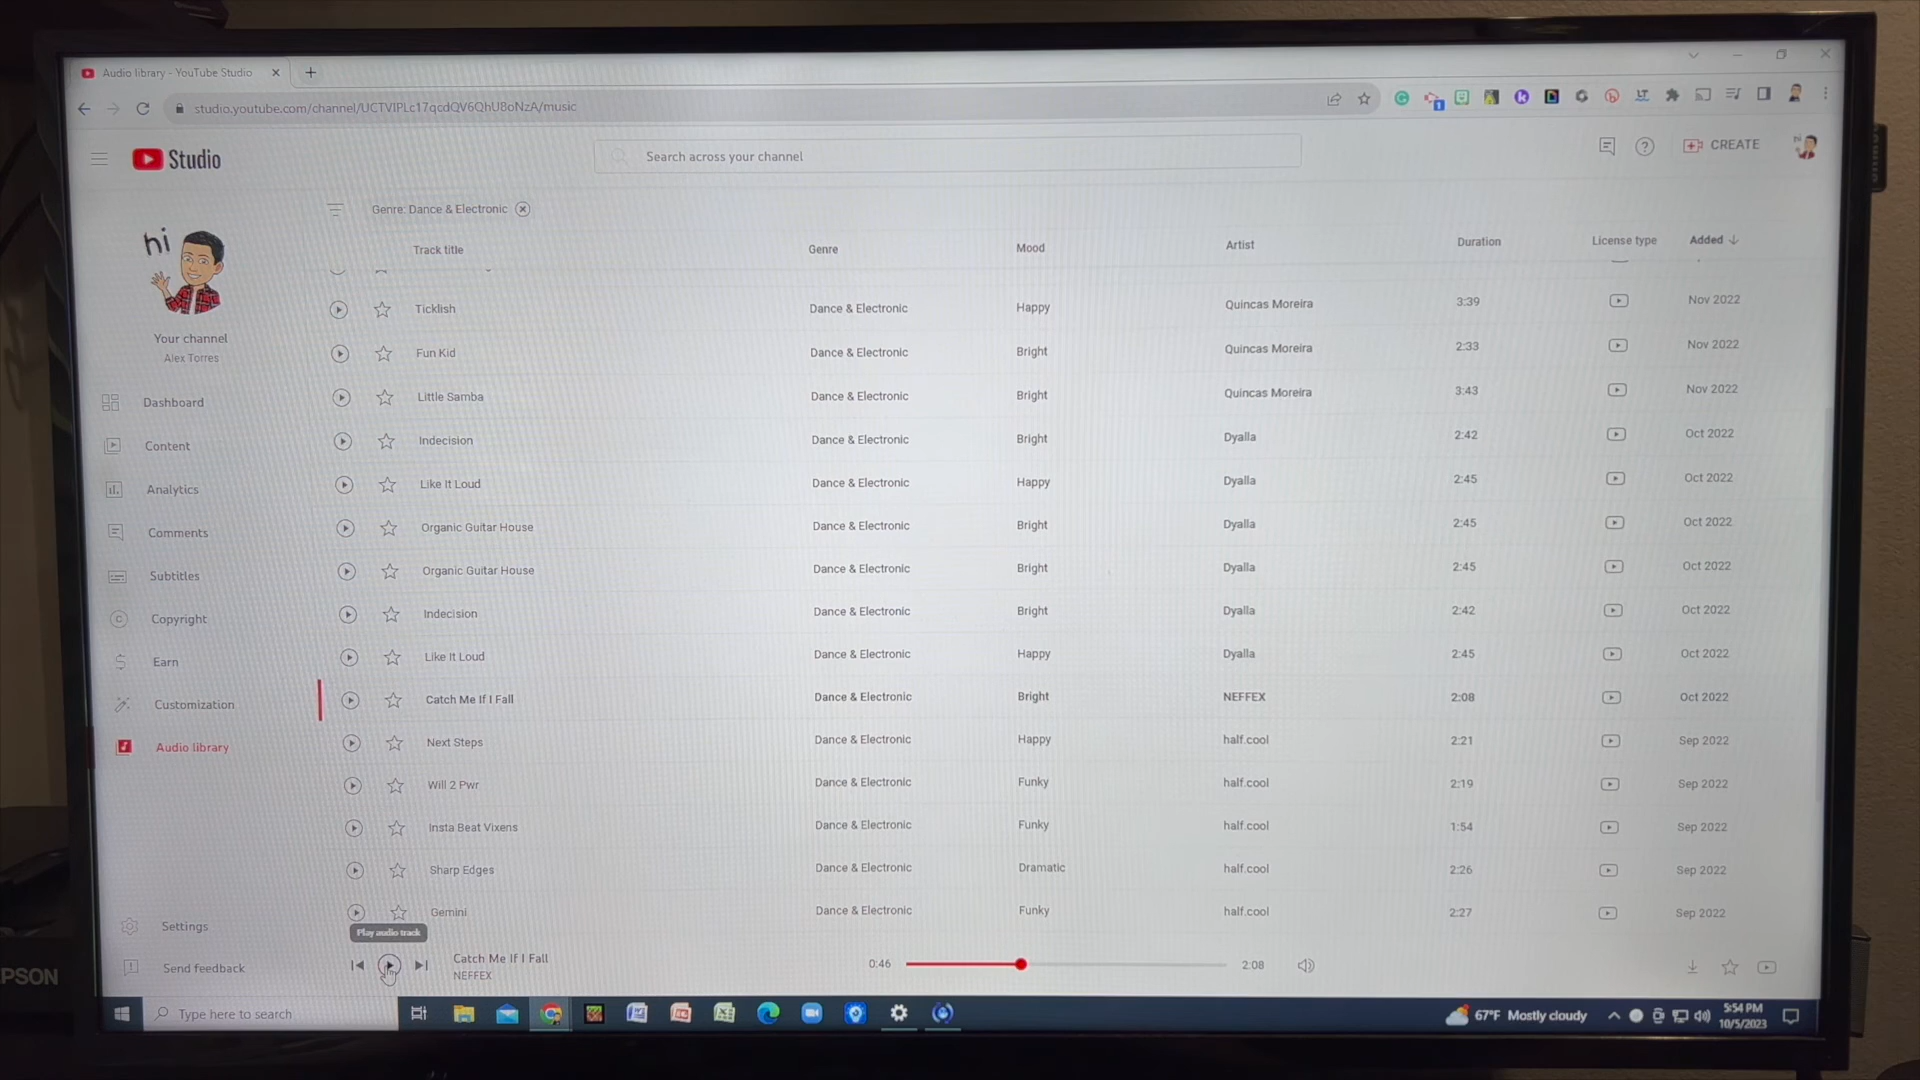 Audio library - YouTube Studio
studio.youtube.com/channel/UCTVIPLc17qcdQV6QhU8oNzA/music
1
LT
Studio
Search across your channel
CREATE
Genre: Dance & Electronic
hi
Track title Genre Mood Artist Duration License type Added
Ticklish Dance & Electronic Happy Quincas Moreira 3:39 Nov 2022
Fun Kid Dance & Electronic Bright Quincas Moreira 2:33 Nov 2022
Little Samba Dance & Electronic Bright Quincas Moreira 3:43 Nov 2022
Indecision Dance & Electronic Bright Dyalla 2:42 Oct 2022
Like It Loud Dance & Electronic Happy Dyalla 2:45 Oct 2022
Organic Guitar House Dance & Electronic Bright Dyalla 2:45 Oct 2022
Organic Guitar House Dance & Electronic Bright Dyalla 2:45 Oct 2022
Indecision Dance & Electronic Bright Dyalla 2:42 Oct 2022
Like It Loud Dance & Electronic Happy Dyalla 2:45 Oct 2022
Catch Me If I Fall Dance & Electronic Bright NEFFEX 2:08 Oct 2022
Next Steps Dance & Electronic Happy half.cool 2:21 Sep 2022
Will 2 Pwr Dance & Electronic Funky half.cool 2:19 Sep 2022
Insta Beat Vixens Dance & Electronic Funky half.cool 1:54 Sep 2022
Sharp Edges Dance & Electronic Dramatic half.cool 2:26 Sep 2022
Gemini Dance & Electronic Funky half.cool 2:27 Sep 2022
Your channel
Alex Torres
Dashboard
Content
Analytics
Comments
Subtitles
Copyright
Earn
Customization
Audio library
Settings
Send feedback
Play audio track
Catch Me If I Fall
NEFFEX
0:46 2:08
Type here to search
67°F Mostly cloudy
5:54 PM
10/5/2023
PSON